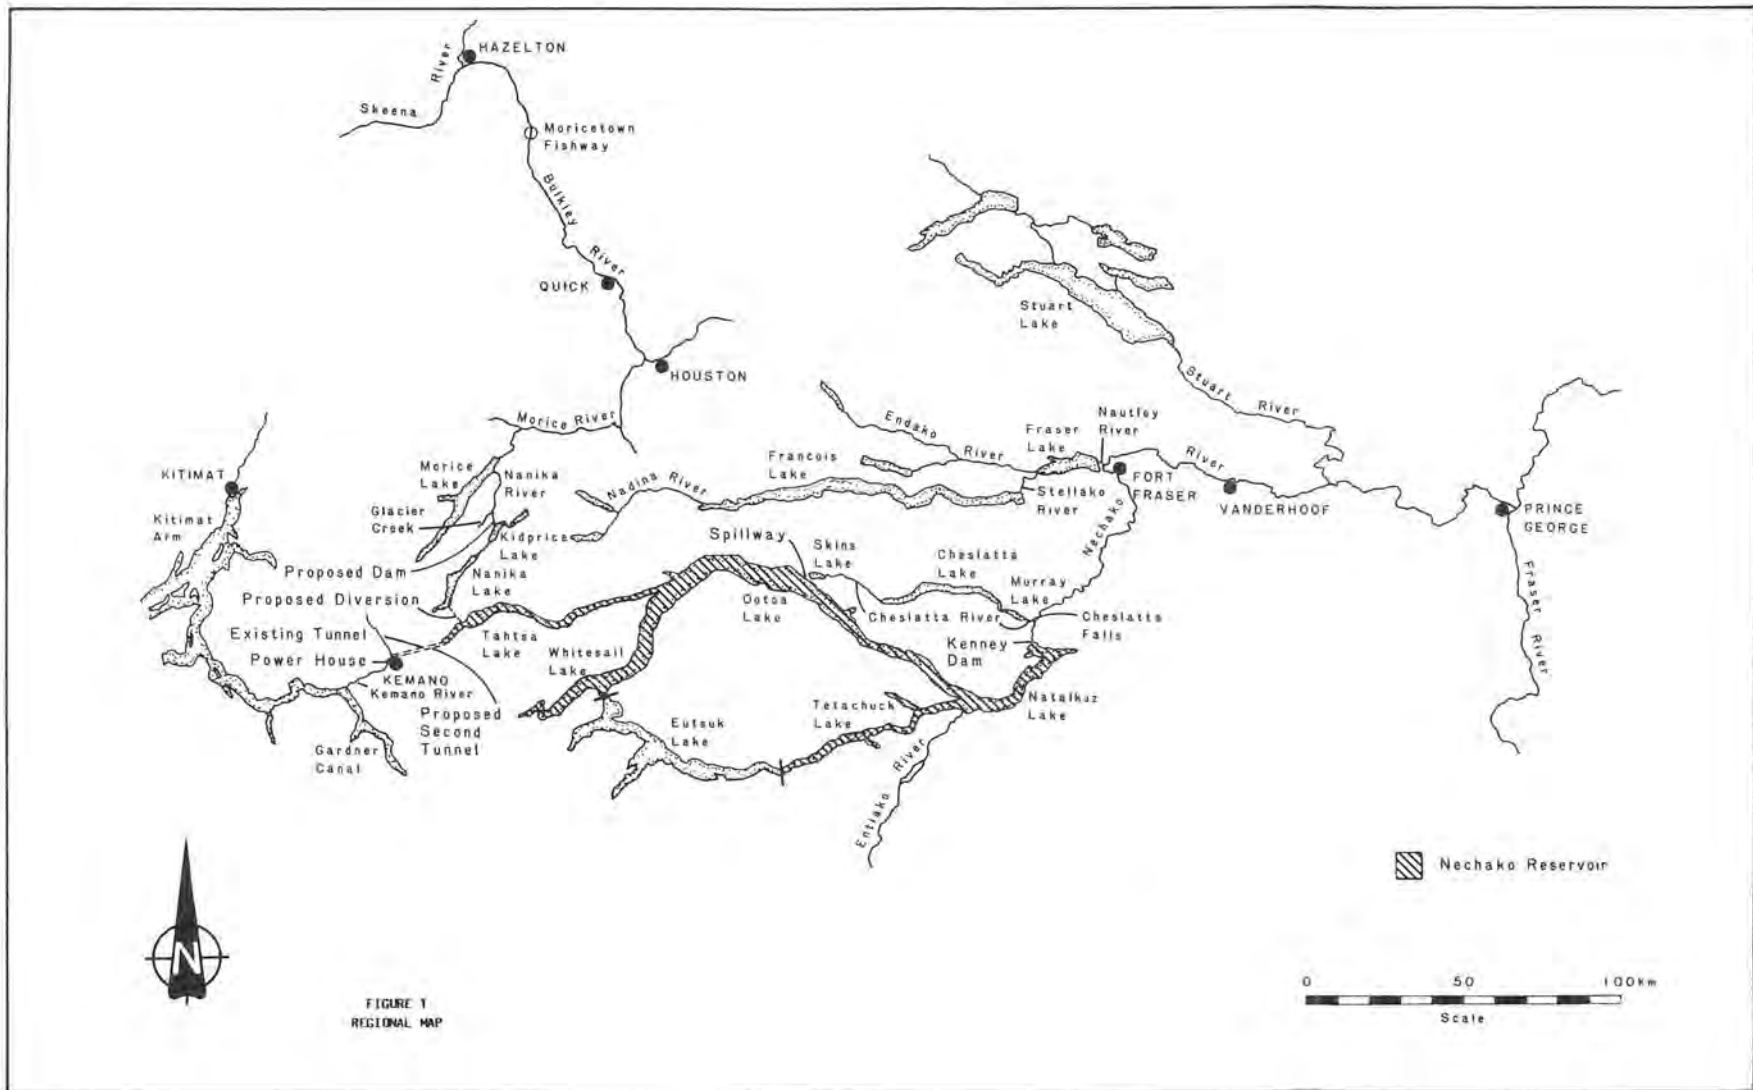 HAZELTON
River
Skeena
Moricetown
Fishway
Bulkley
River
QUICK
HOUSTON
Stuart
Lake
Stuart
River
Morice River
Endako
River
Fraser
Lake
Nautley
River
Francois
Lake
River
KITIMAT
Morice
Lake
Nanika
River
Nadina River
Stellako
River
FORT
FRASER
VANDERHOOF
PRINCE
GEORGE
Kitimat
Arm
Glacier
Creek
Kidprice
Lake
Spillway
Skins
Lake
Cheslatta
Lake
Nechako
Murray
Lake
Proposed Dam
Nanika
Lake
Proposed Diversion
Ootsa
Lake
Cheslatta River
Cheslatts
Falls
Fraser
River
Existing Tunnel
Tahtsa
Lake
Whitesail
Lake
Kenney
Dam
Power House
KEMANO
Kemano River
Proposed
Second
Tunnel
Tetachuck
Lake
Natalkuz
Lake
Eutsuk
Lake
Gardner
Canal
Entiako River
Nechako Reservoir
N
0 50 100Km
Scale
FIGURE 1
REGIONAL MAP